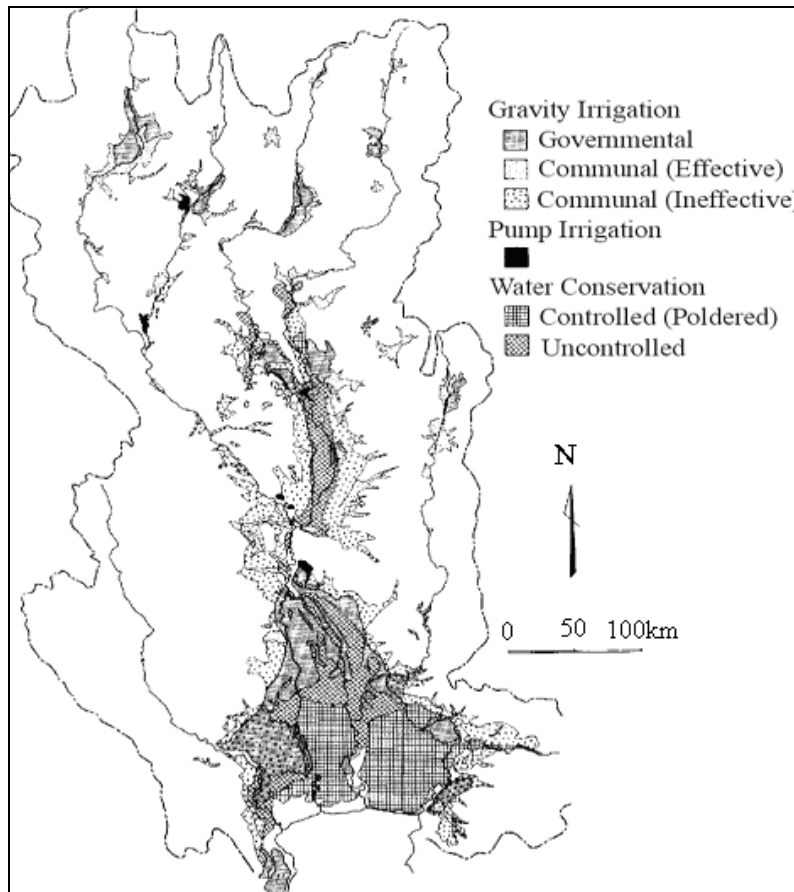 Gravity Irrigation
Governmental
Communal (Effective)
Communal (Ineffective)
Pump Irrigation
Water Conservation
Controlled (Poldered)
Uncontrolled
N
0 50 100km